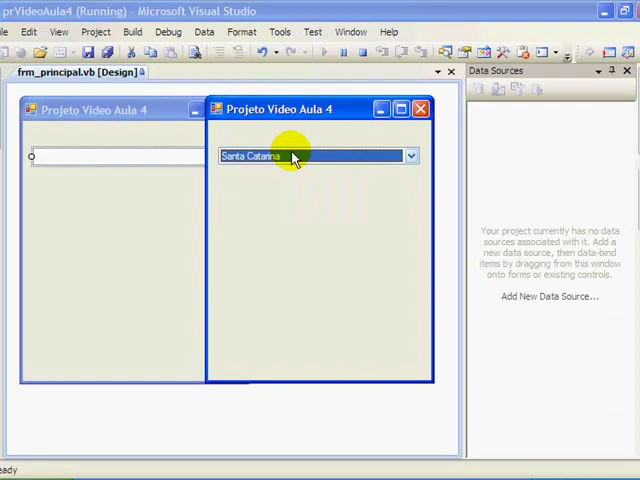 prVideoAula4 (Running) - Microsoft Visual Studio
Edit View Project Build Debug Data Format Tools Test Window Help
frm_principal.vb [Design]
Data Sources
Projeto Video Aula 4
Projeto Video Aula 4
Santa Catarina
Your project currently has no data
sources associated with it. Add a
new data source, then data-bind
items by dragging from this window
onto forms or existing controls.
Add New Data Source...